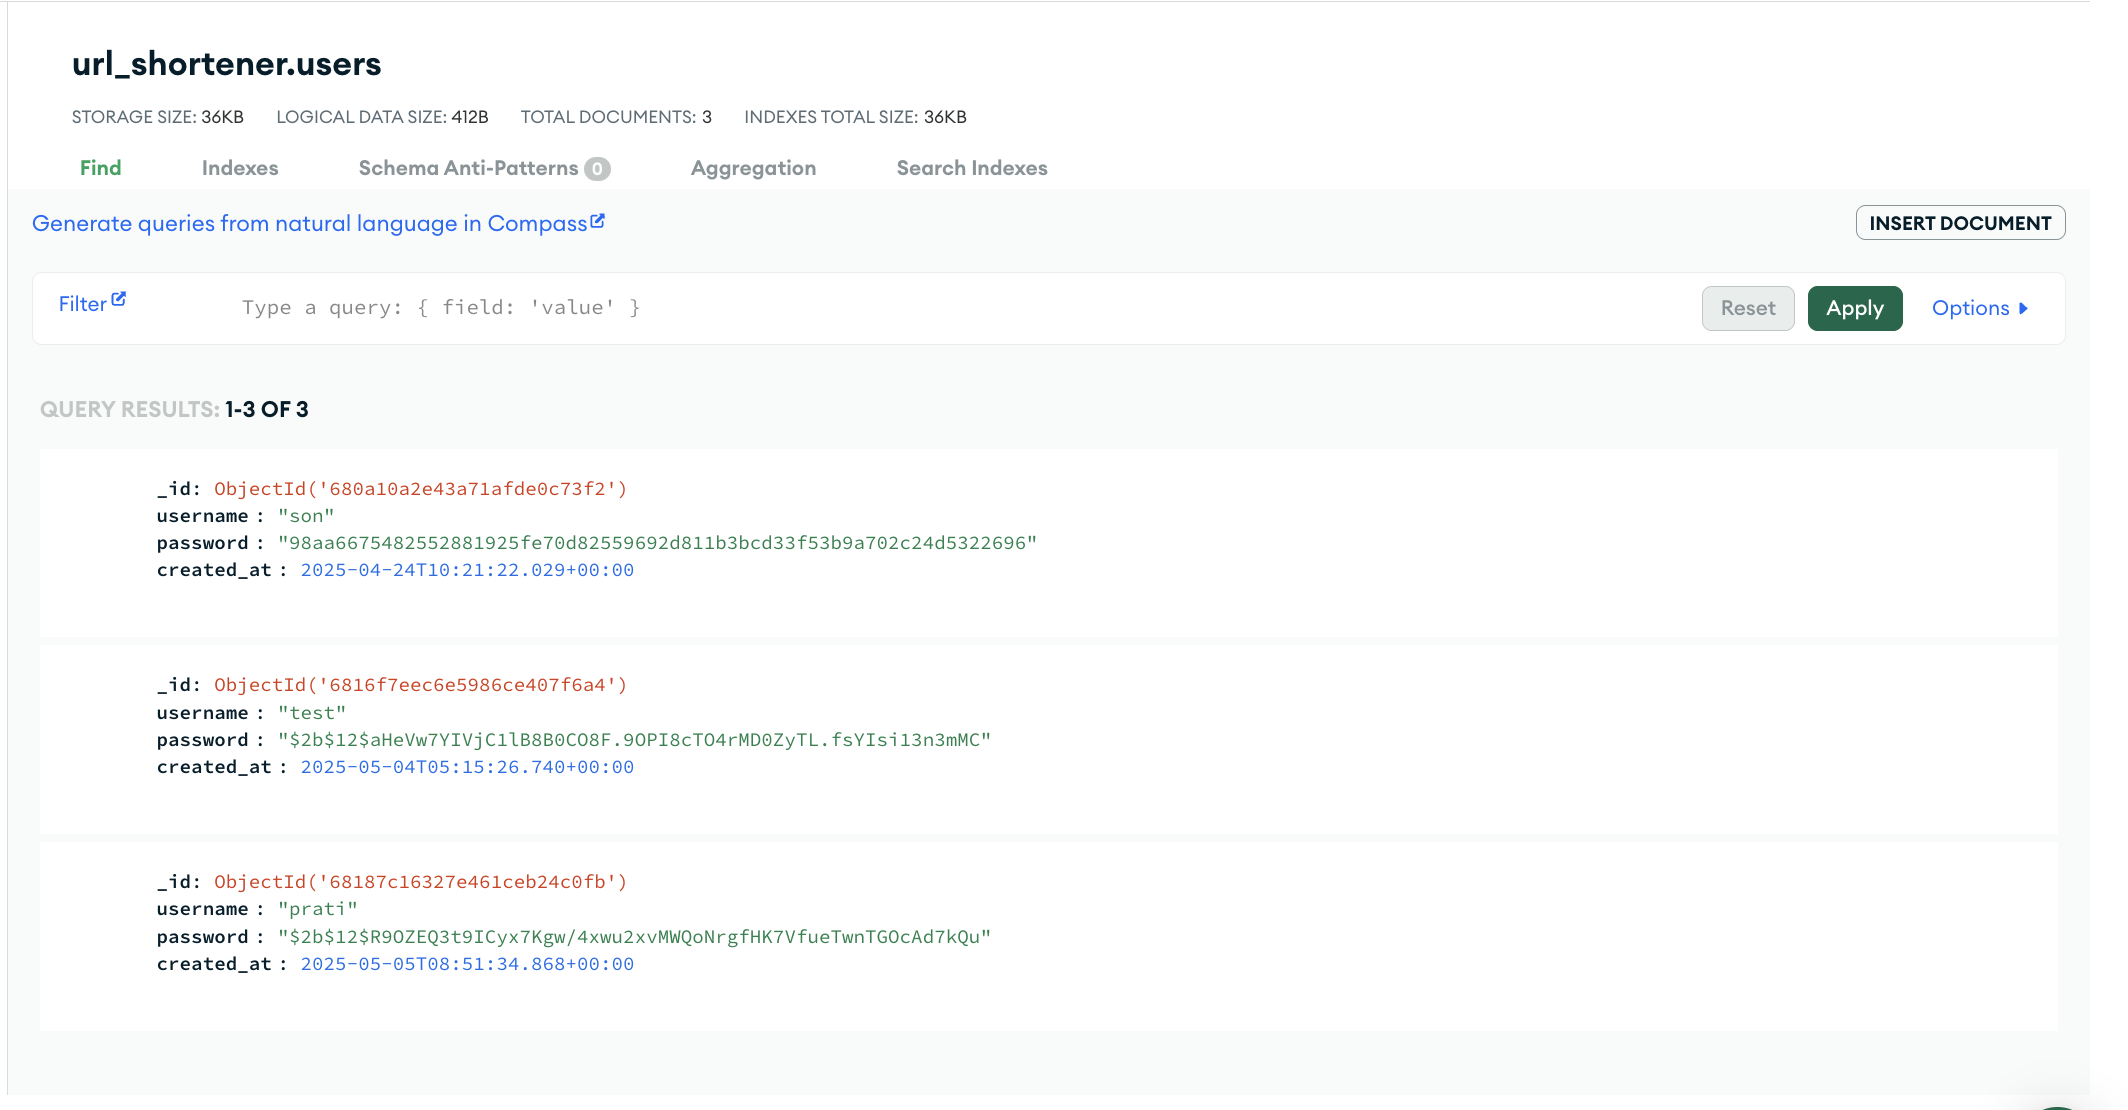 url_shortener.users
STORAGE SIZE: 36KB LOGICAL DATA SIZE: 412B TOTAL DOCUMENTS: 3 INDEXES TOTAL SIZE: 36KB
Find Indexes Schema Anti-Patterns 0 Aggregation Search Indexes
Generate queries from natural language in Compass
INSERT DOCUMENT
Filter Type a query: { field: 'value' } Reset Apply Options
QUERY RESULTS: 1-3 OF 3
_id: ObjectId('680a10a2e43a71afde0c73f2')
username : "son"
password : "98aa6675482552881925fe70d82559692d811b3bcd33f53b9a702c24d5322696"
created_at : 2025-04-24T10:21:22.029+00:00
_id: ObjectId('6816f7eec6e5986ce407f6a4')
username : "test"
password : "$2b$12$aHeVw7YIVjC1lB8B0CO8F.9OPI8cTO4rMD0ZyTL.fsYIsi13n3mMC"
created_at : 2025-05-04T05:15:26.740+00:00
_id: ObjectId('68187c16327e461ceb24c0fb')
username : "prati"
password : "$2b$12$R9OZEQ3t9ICyx7Kgw/4xwu2xvMWQoNrgfHK7VfueTwnTGOcAd7kQu"
created_at : 2025-05-05T08:51:34.868+00:00